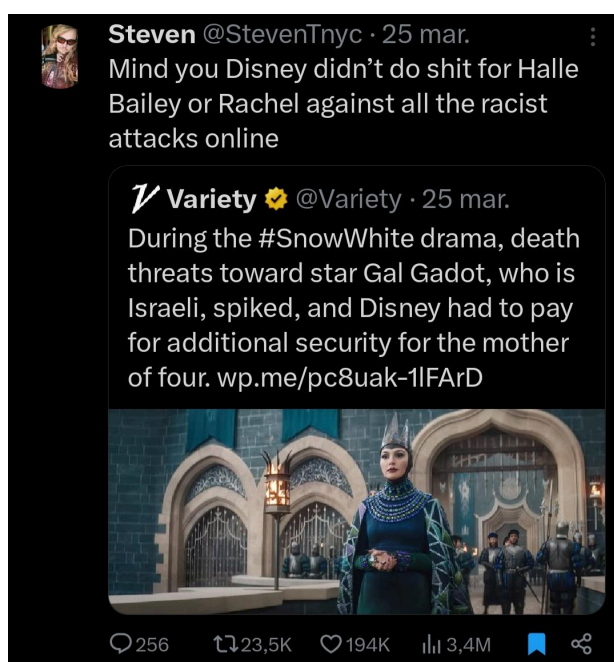 Steven @StevenTnyc · 25 mar.
Mind you Disney didn't do shit for Halle
Bailey or Rachel against all the racist
attacks online
Variety @Variety · 25 mar.
During the #SnowWhite drama, death
threats toward star Gal Gadot, who is
Israeli, spiked, and Disney had to pay
for additional security for the mother
of four. wp.me/pc8uak-1lFArD
256 23,5K 194K 3,4M